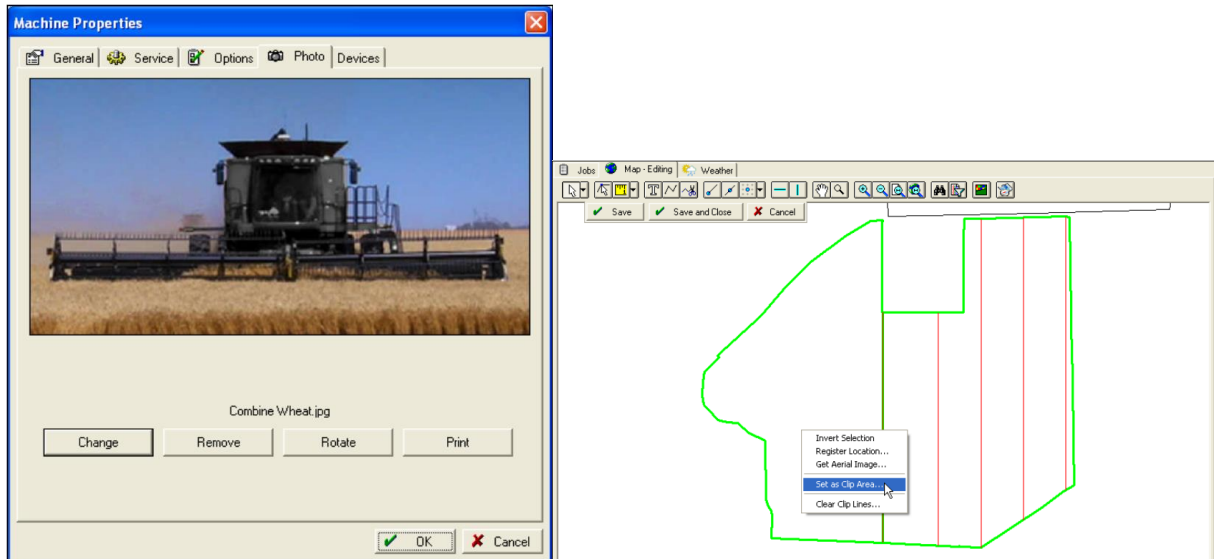 Machine Properties
General Service Options Photo Devices
Combine Wheat.jpg
Change Remove Rotate Print
OK Cancel
Jobs Map - Editing Weather
T
Save Save and Close Cancel
Invert Selection
Register Location...
Get Aerial Image...
Set as Clip Area...
Clear Clip Lines...